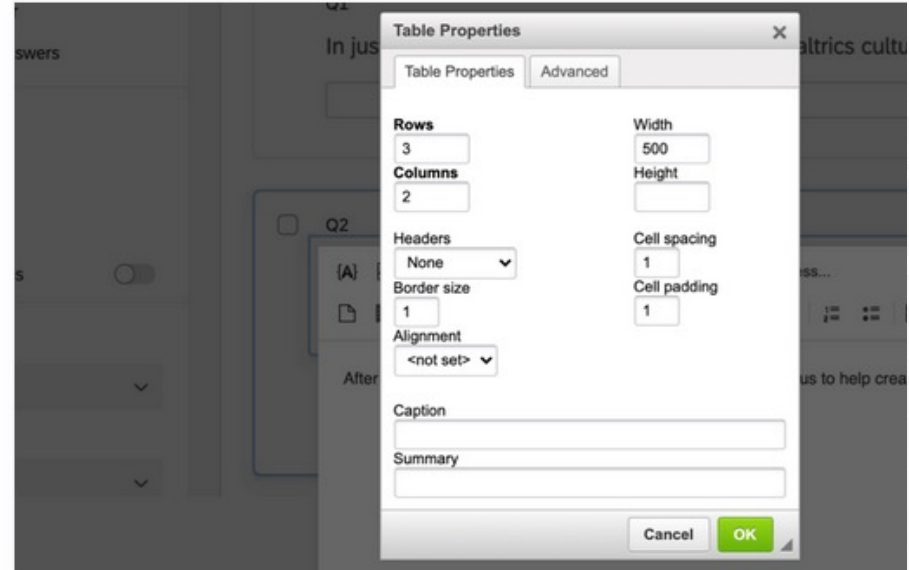 Q1
swers
In jus
altrics cultu
Table Properties
Table Properties
Advanced
Rows
Width
3
500
Columns
Height
2
Q2
Headers
Cell spacing
None
1
{A}
ss...
Border size
Cell padding
1
1
Alignment
<not set>
After
us to help crea
Caption
Summary
Cancel
OK